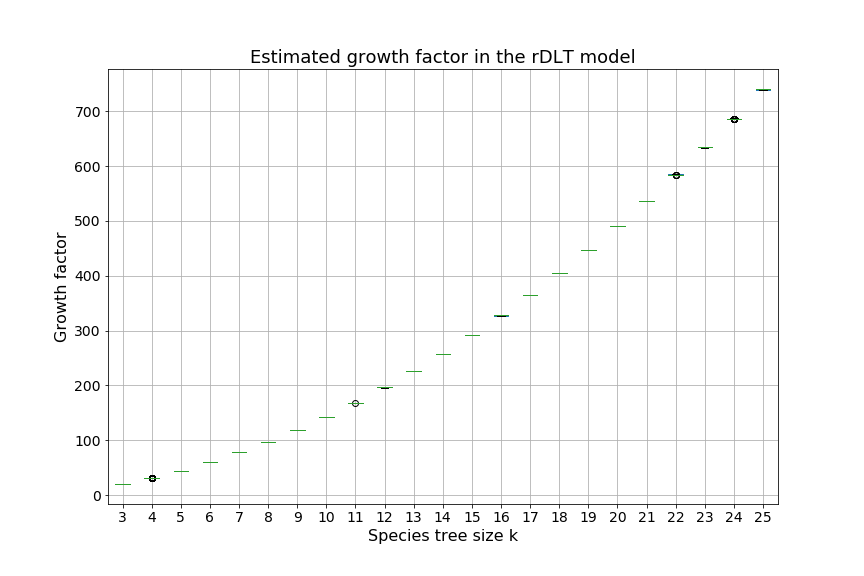 Estimated growth factor in the rDLT model
700
600
500
400
300
200
100
0
Growth factor
3 4 5 6 7 8 9 10 11 12 13 14 15 16 17 18 19 20 21 22 23 24 25
Species tree size k